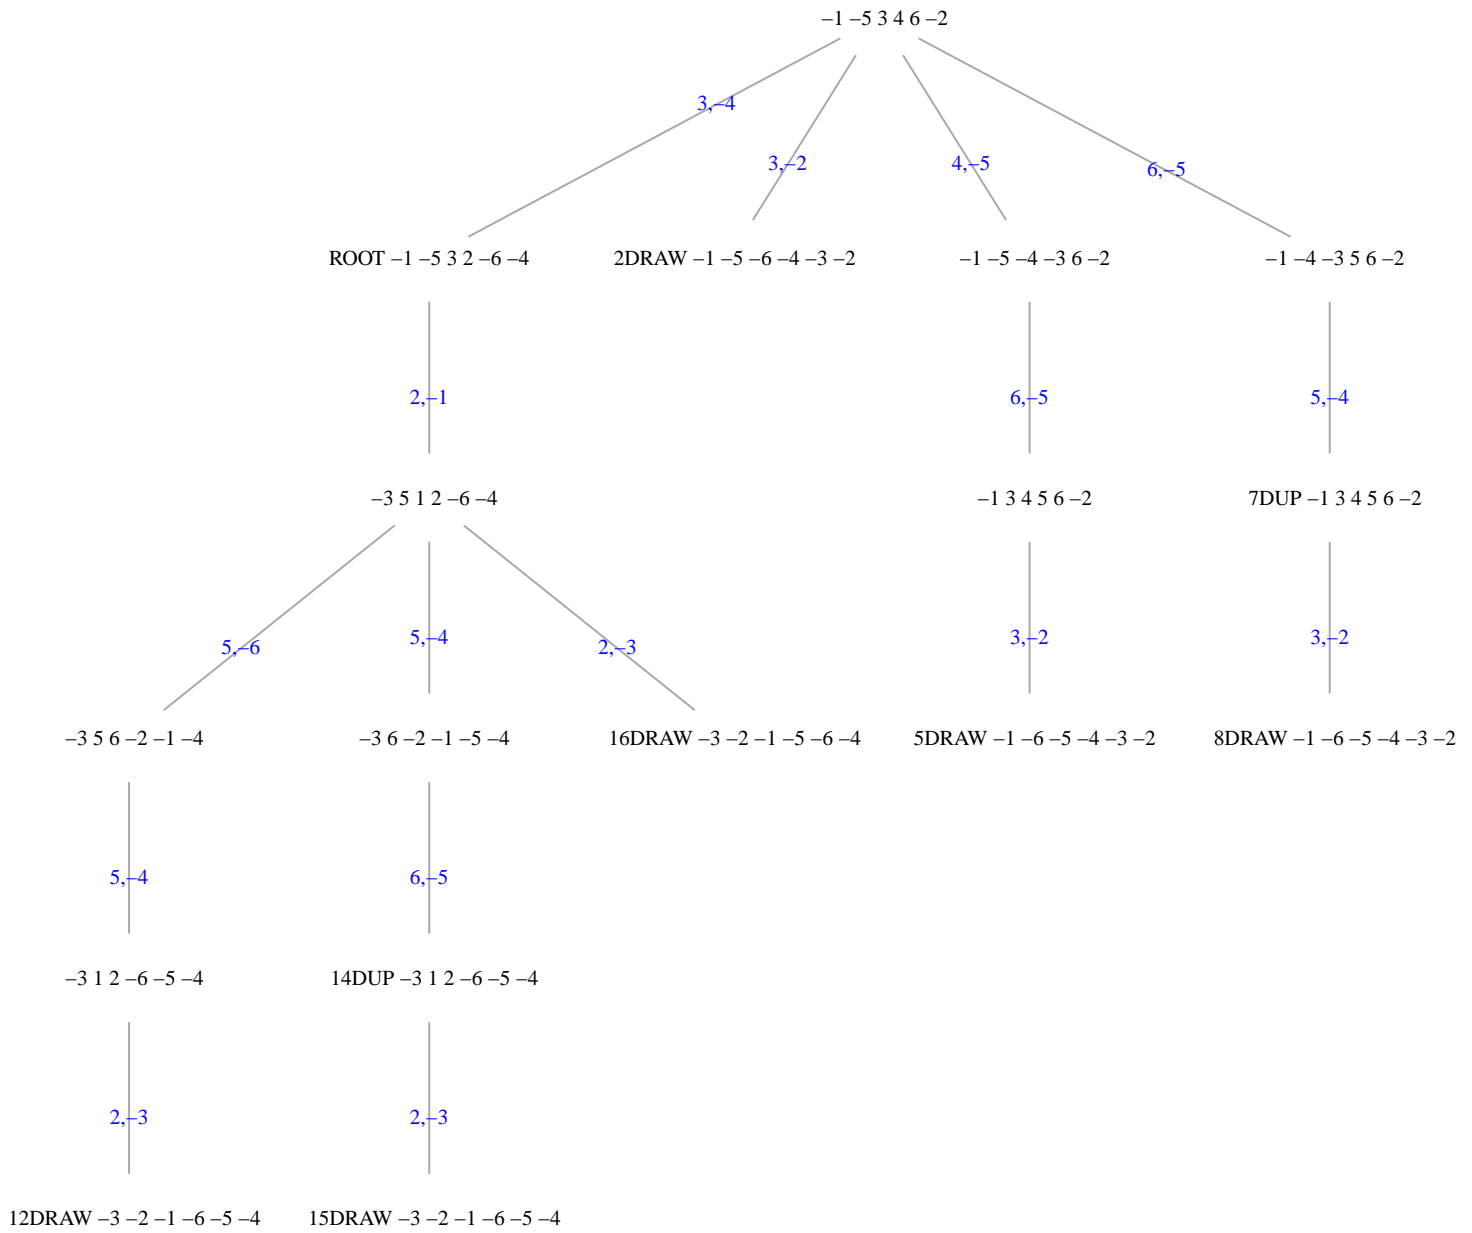 –1 –5 3 4 6 –2
3,–4
3,–2
4,–5
6,–5
ROOT –1 –5 3 2 –6 –4
2DRAW –1 –5 –6 –4 –3 –2
–1 –5 –4 –3 6 –2
–1 –4 –3 5 6 –2
2,–1
6,–5
5,–4
–3 5 1 2 –6 –4
–1 3 4 5 6 –2
7DUP –1 3 4 5 6 –2
5,–6
5,–4
2,–3
3,–2
3,–2
–3 5 6 –2 –1 –4
–3 6 –2 –1 –5 –4
16DRAW –3 –2 –1 –5 –6 –4
5DRAW –1 –6 –5 –4 –3 –2
8DRAW –1 –6 –5 –4 –3 –2
5,–4
6,–5
–3 1 2 –6 –5 –4
14DUP –3 1 2 –6 –5 –4
2,–3
2,–3
12DRAW –3 –2 –1 –6 –5 –4
15DRAW –3 –2 –1 –6 –5 –4